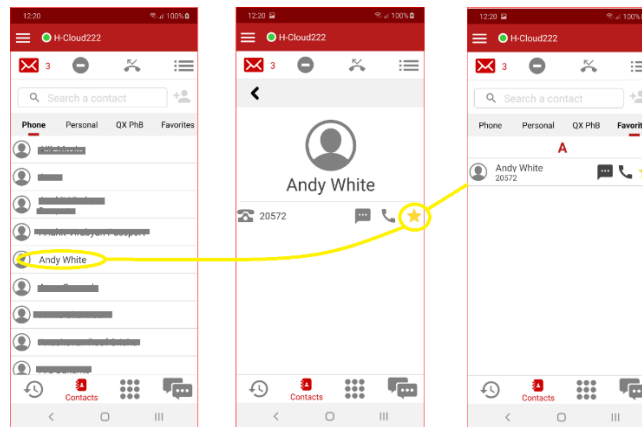 12:20
100%
H-Cloud222
3
Search a contact
Phone Personal QX PhB Favorites
Andy White
Contacts
12:20
100%
H-Cloud222
3
Andy White
20572
Contacts
12:20
100%
H-Cloud222
3
Search a contact
Phone Personal QX PhB Favorit
A
Andy White
20572
Contacts